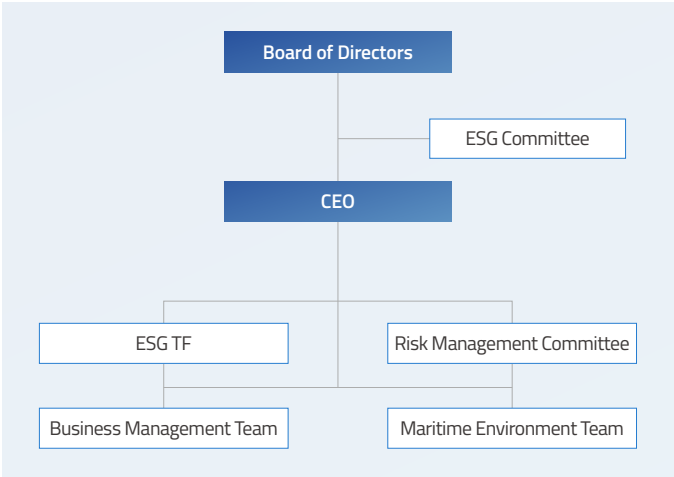 Board of Directors
ESG Committee
CEO
ESG TF
Risk Management Committee
Business Management Team
Maritime Environment Team